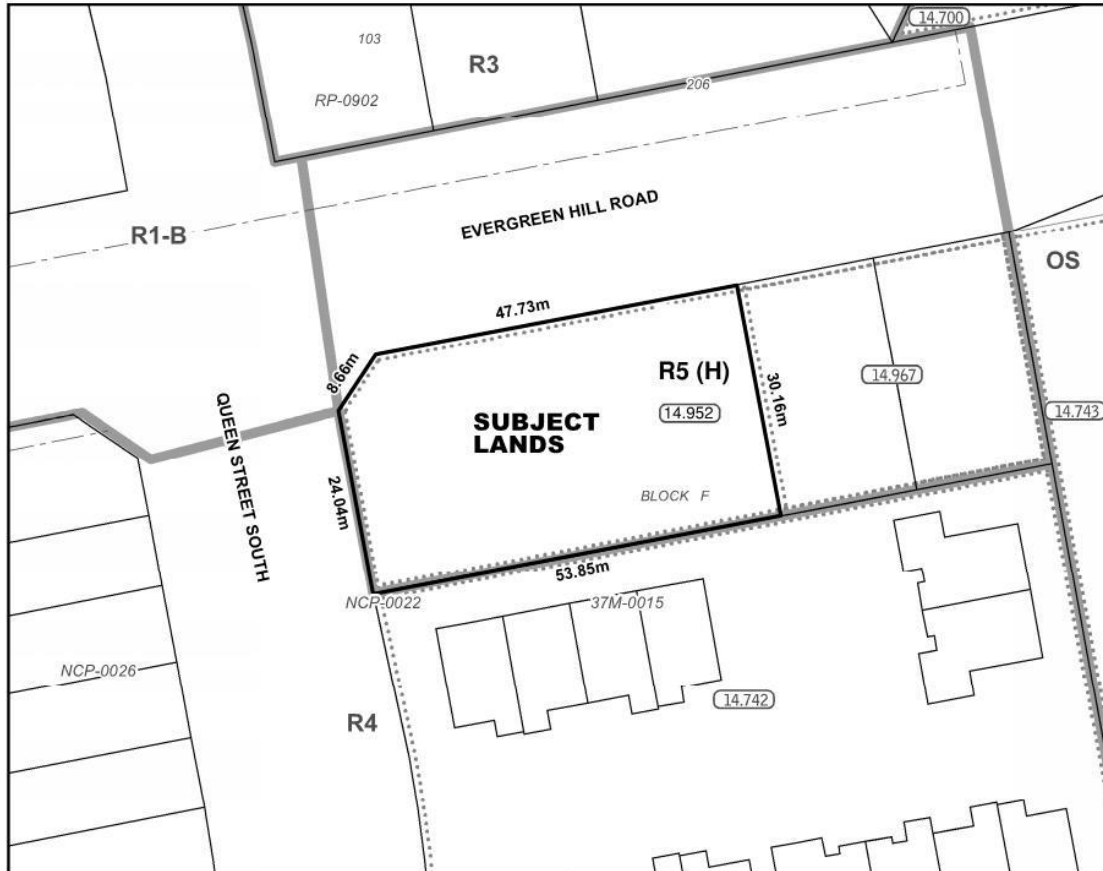 14.700
103
R3
206
RP-0902
EVERGREEN HILL ROAD
R1-B
OS
47.73m
8.66m
R5 (H)
30.16m
14.967
14.952
14.743
SUBJECT
LANDS
QUEEN STREET SOUTH
24.04m
BLOCK F
53.85m
NCP-0022
37M-0015
NCP-0026
14.742
R4